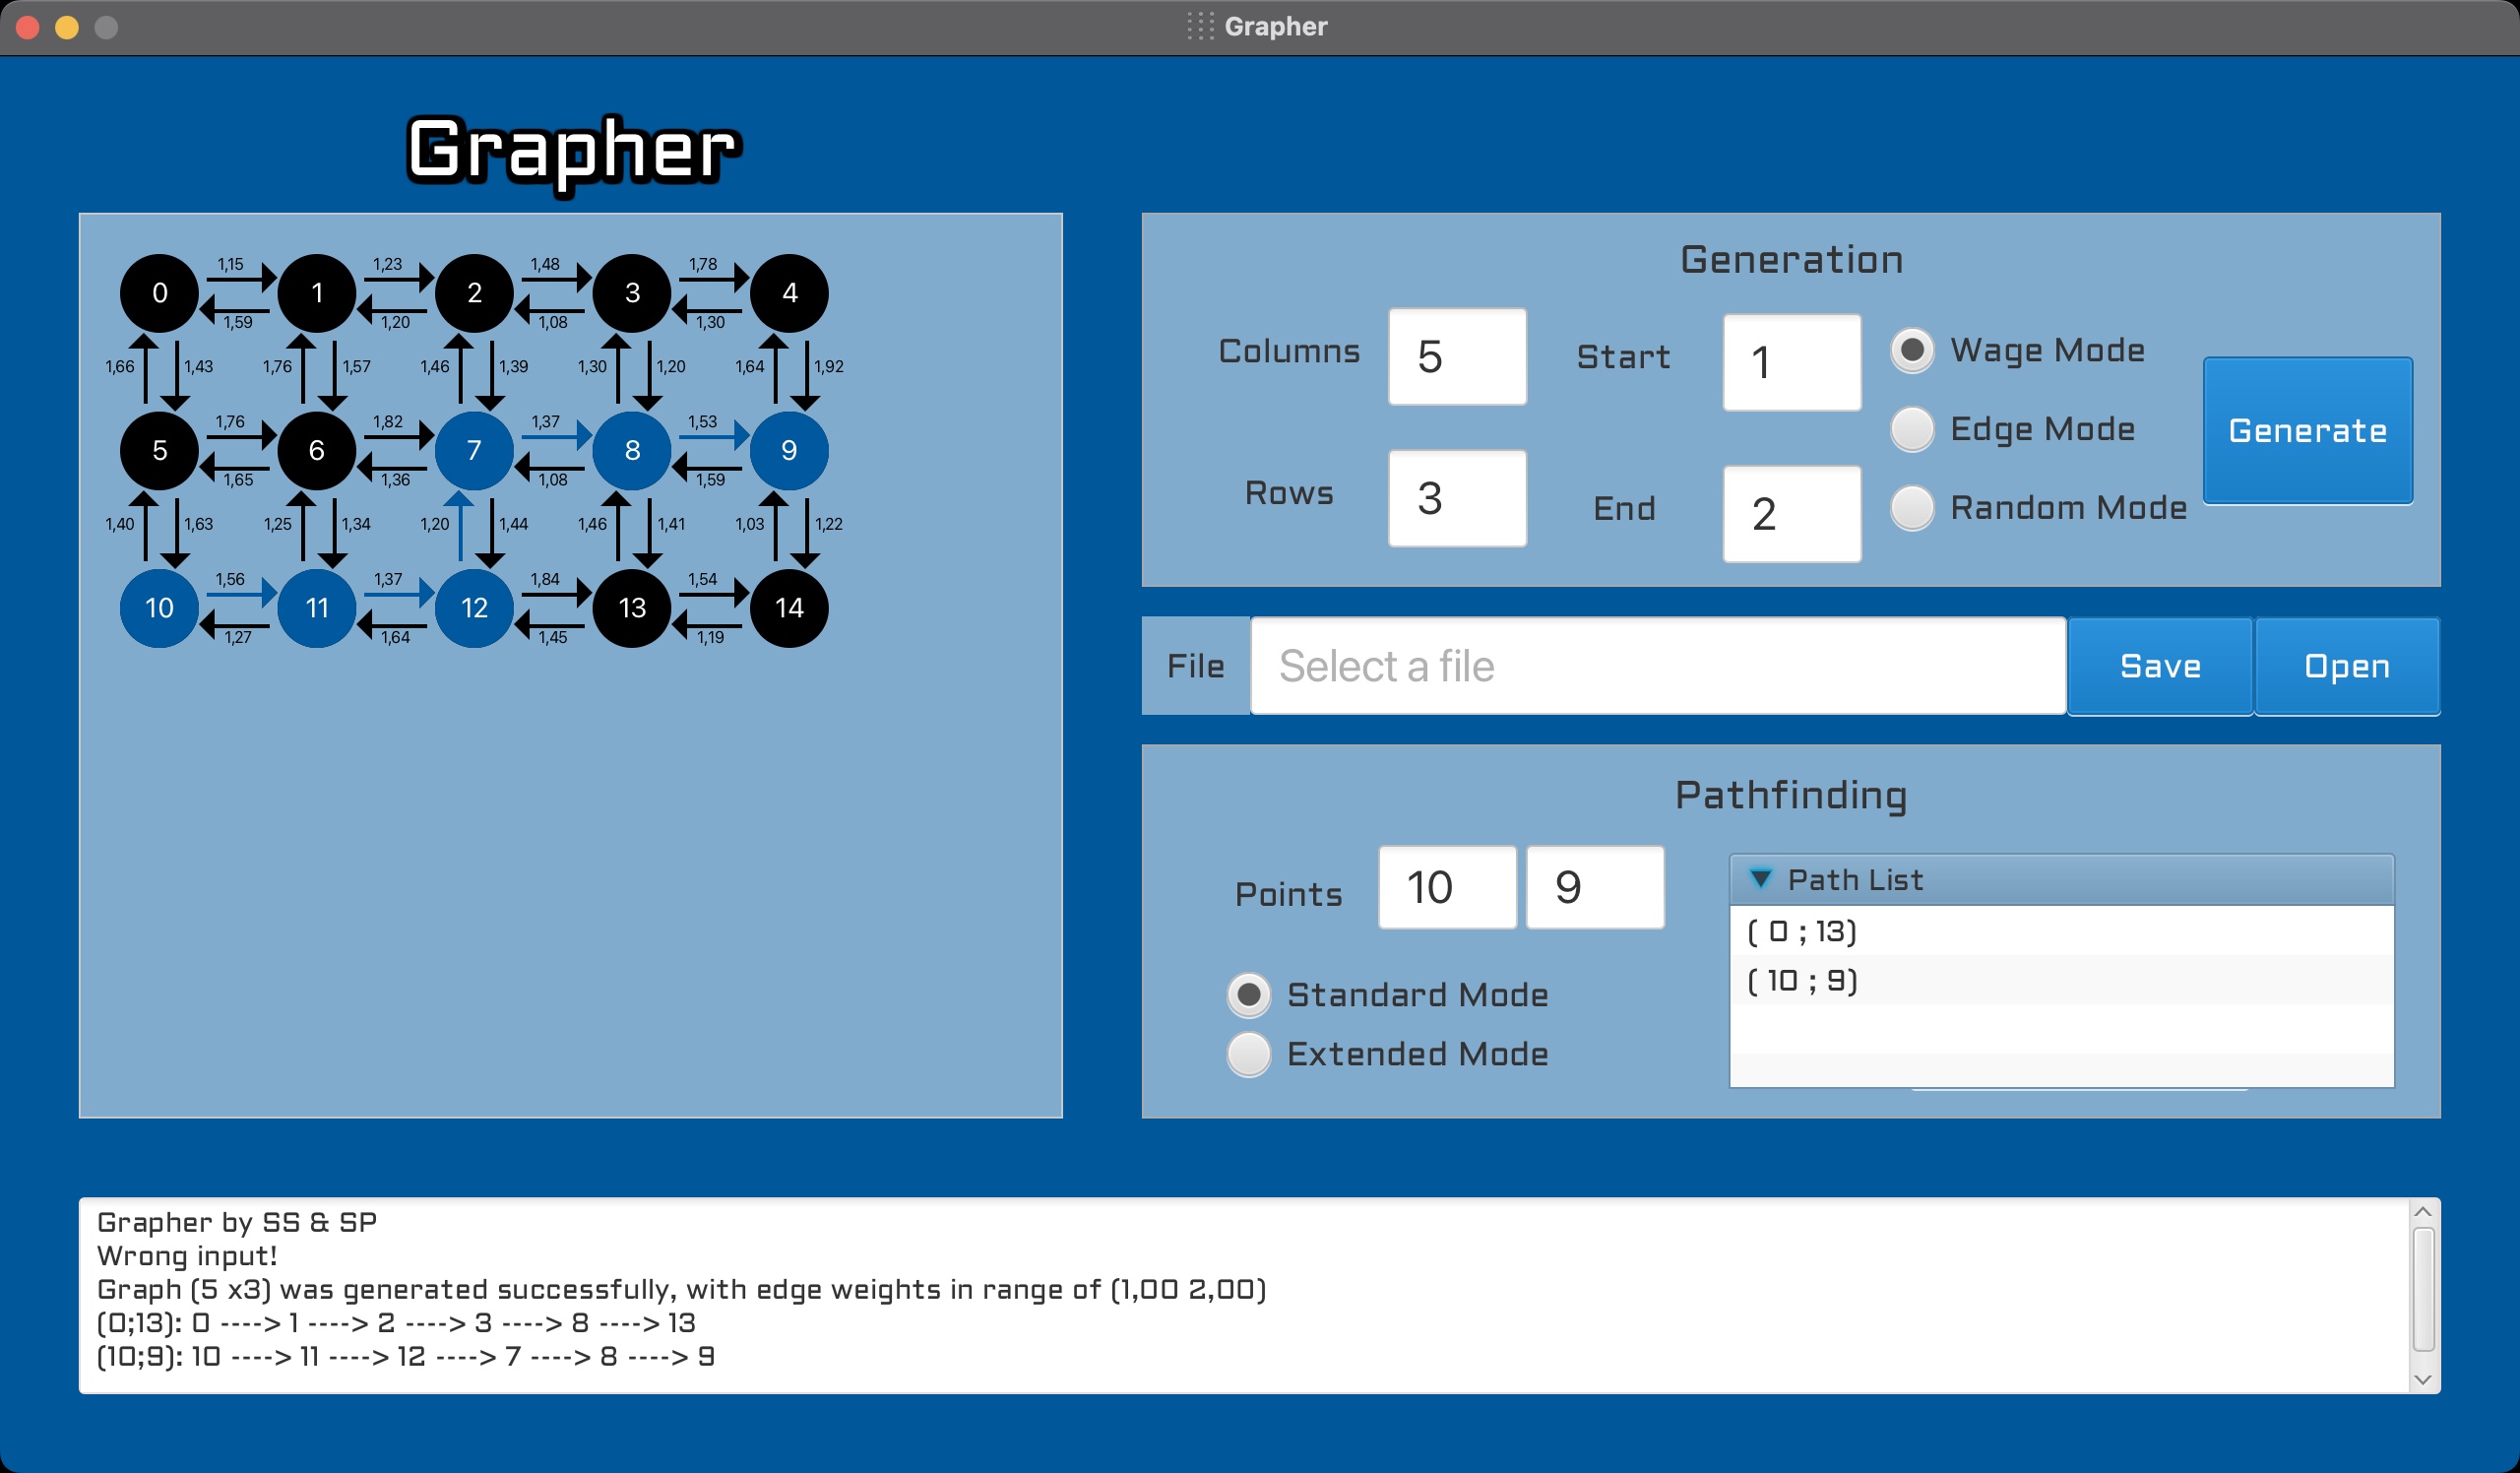 Grapher
Grapher
0 1,15 1 1,23 2 1,48 3 1,78 4
1,59 1,20 1,08 1,30
1,66 1,43 1,76 1,57 1,46 1,39 1,30 1,20 1,64 1,92
1,76 1,82 1,37 1,53
5 6 7 8 9
1,65 1,36 1,08 1,59
1,40 1,63 1,25 1,34 1,20 1,44 1,46 1,41 1,03 1,22
1,56 1,37 1,84 1,54
10 11 12 13 14
1,27 1,64 1,45 1,19
Generation
Columns 5 Start 1 Wage Mode
Edge Mode
Generate
Rows 3 End 2 Random Mode
File Select a file Save Open
Pathfinding
Points 10 9
Standard Mode
Extended Mode
Path List
( 0 ; 13)
( 10 ; 9)
Grapher by SS & SP
Wrong input!
Graph (5 x3) was generated successfully, with edge weights in range of (1,00 2,00)
(0;13): 0 ----> 1 ----> 2 ----> 3 ----> 8 ----> 13
(10;9): 10 ----> 11 ----> 12 ----> 7 ----> 8 ----> 9